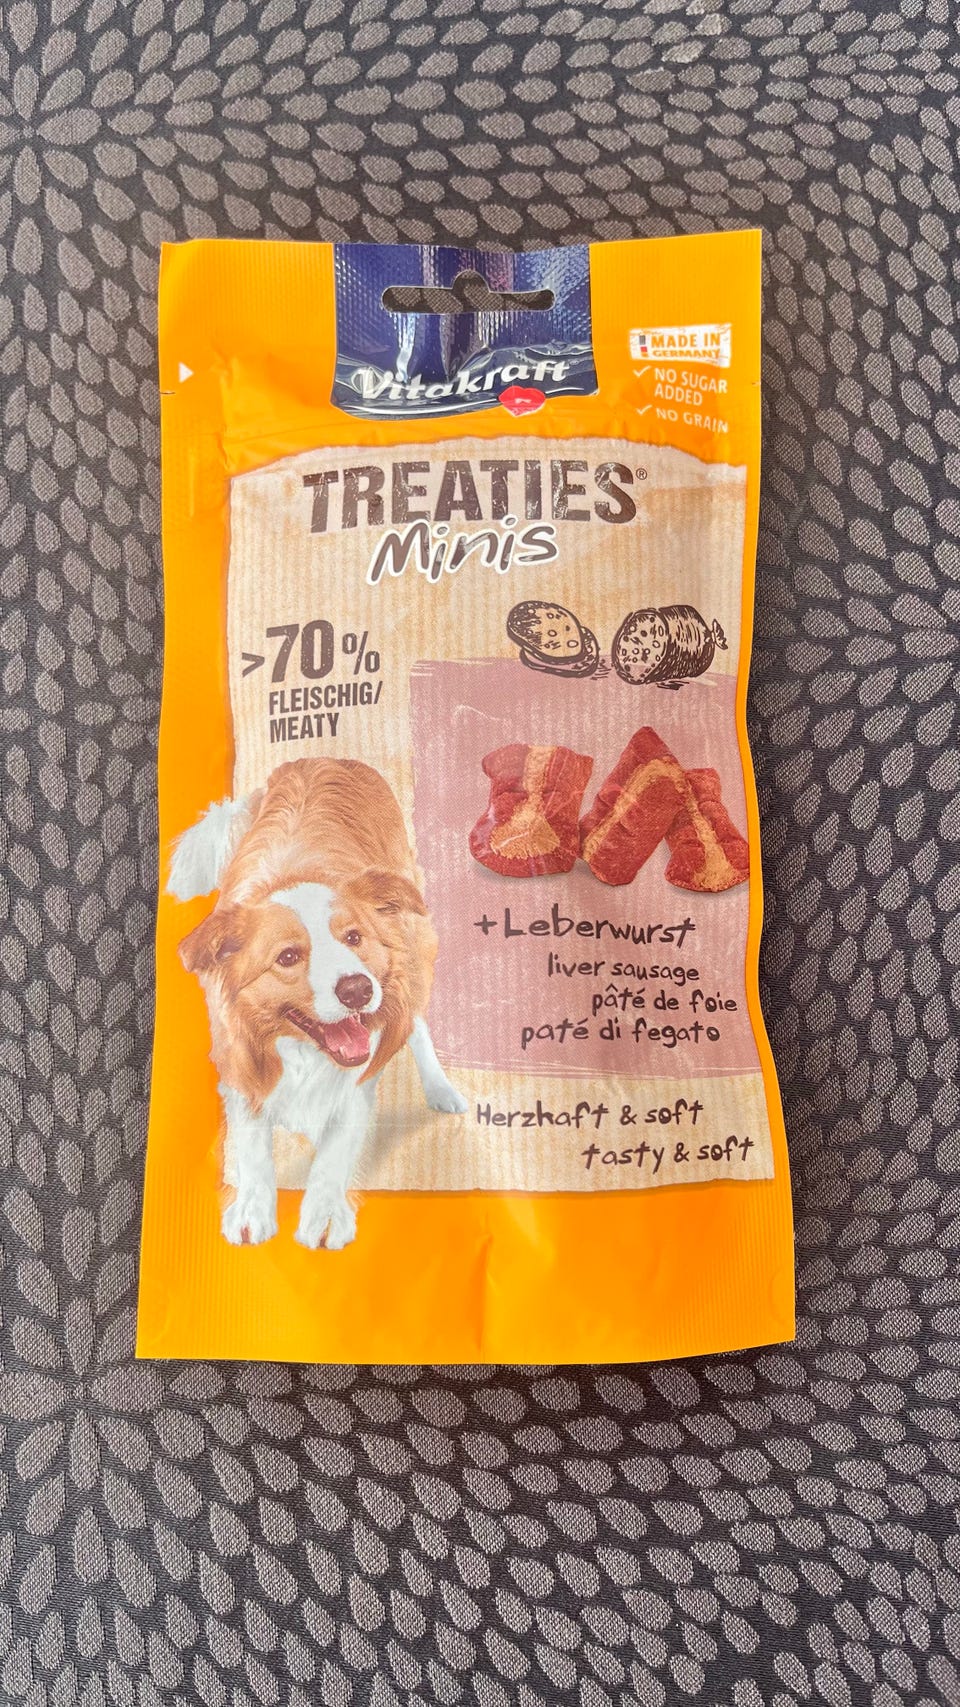 Vitakraft
MADE IN
GERMANY
✓ NO SUGAR
ADDED
✓ NO GRAIN
TREATIES®
Minis
>70%
FLEISCHIG/
MEATY
+Leberwurst
liver sausage
pâté de foie
paté di fegato
Herzhaft & soft
tasty & soft